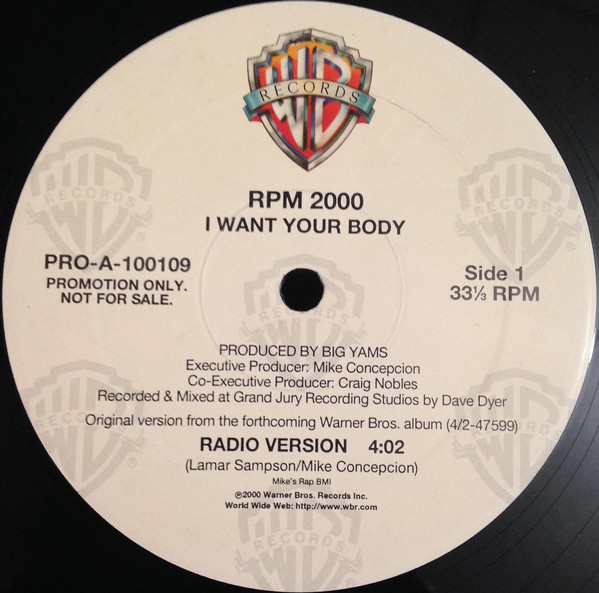 WB
RECORDS
RPM 2000
I WANT YOUR BODY
PRO-A-100109
PROMOTION ONLY.
NOT FOR SALE.
Side 1
33⅓ RPM
PRODUCED BY BIG YAMS
Executive Producer: Mike Concepcion
Co-Executive Producer: Craig Nobles
Recorded & Mixed at Grand Jury Recording Studios by Dave Dyer
Original version from the forthcoming Warner Bros. album (4/2-47599)
RADIO VERSION 4:02
(Lamar Sampson/Mike Concepcion)
Mike's Rap BMI
℗©2000 Warner Bros. Records Inc.
World Wide Web: http://www.wbr.com